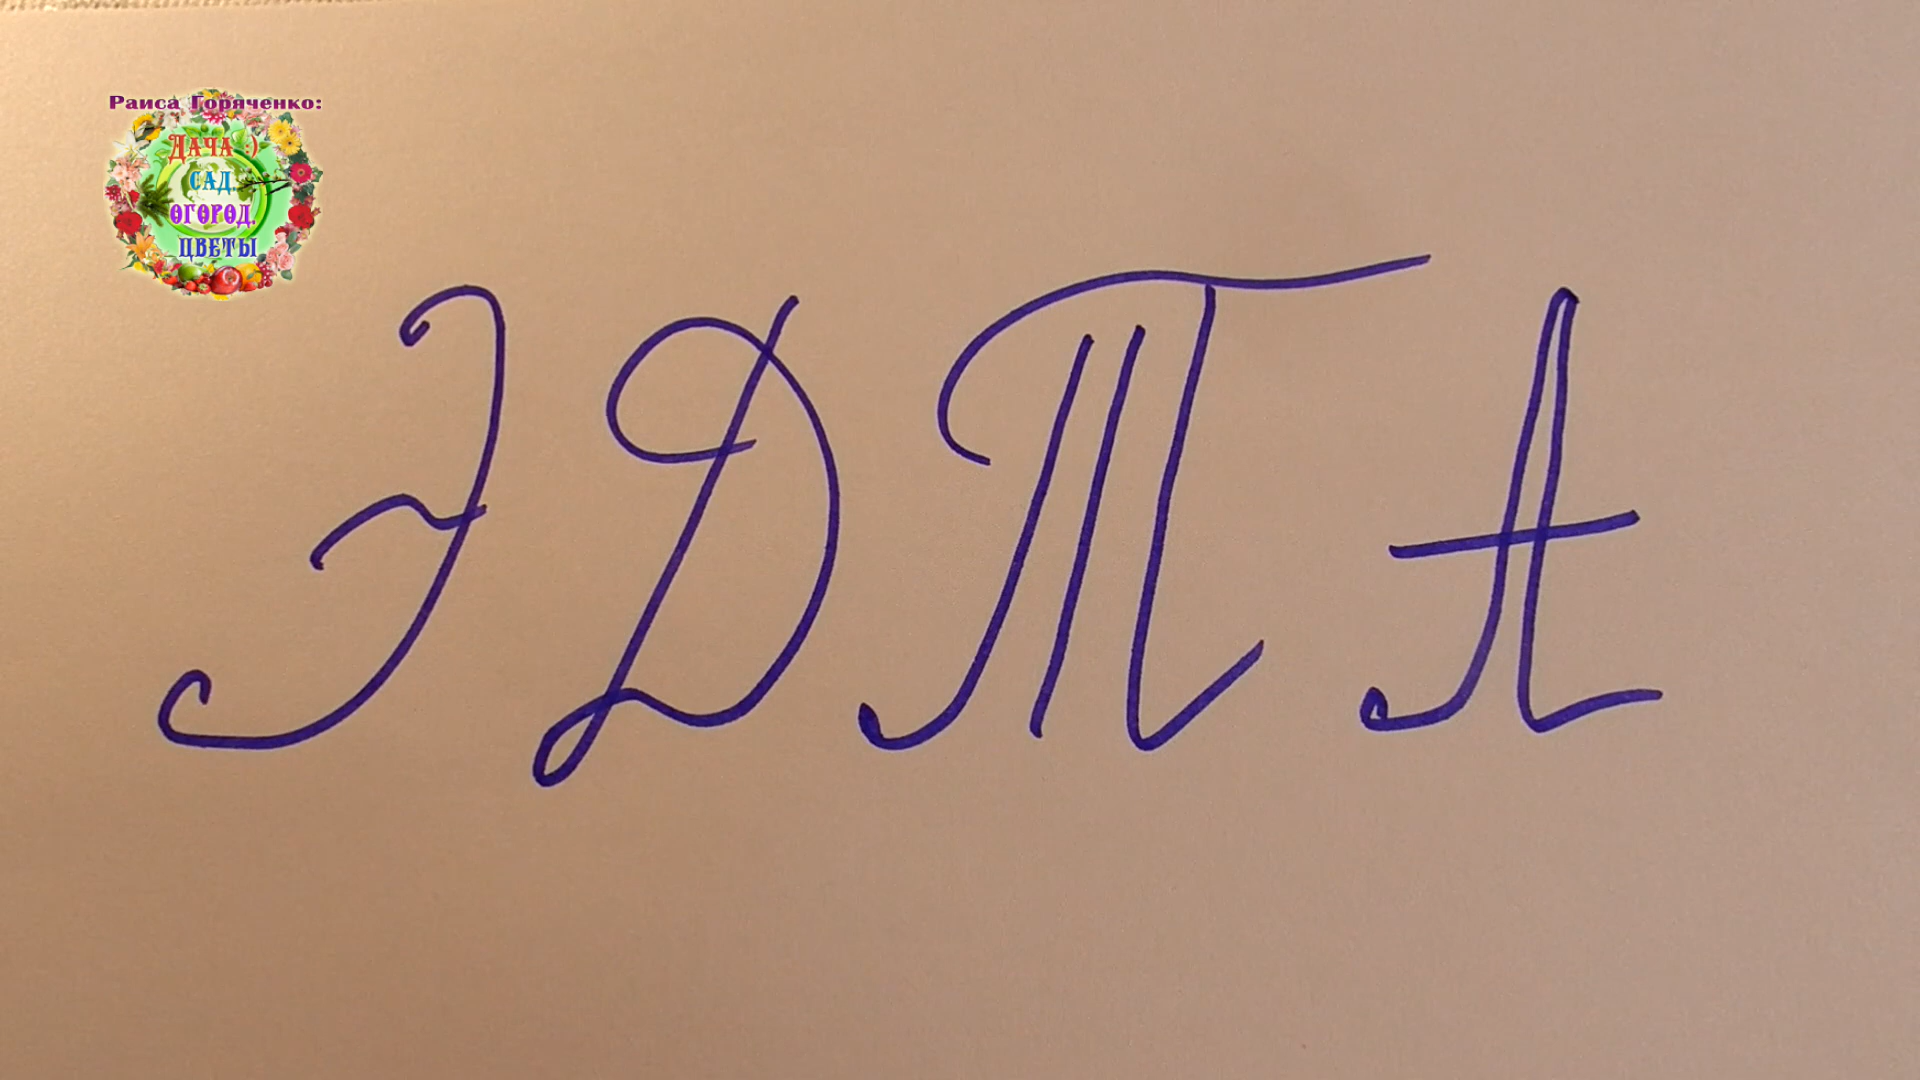 Раиса Горяченко:
Дача :)
САД,
ОГОРОД,
ЦВЕТЫ
ЭДТА